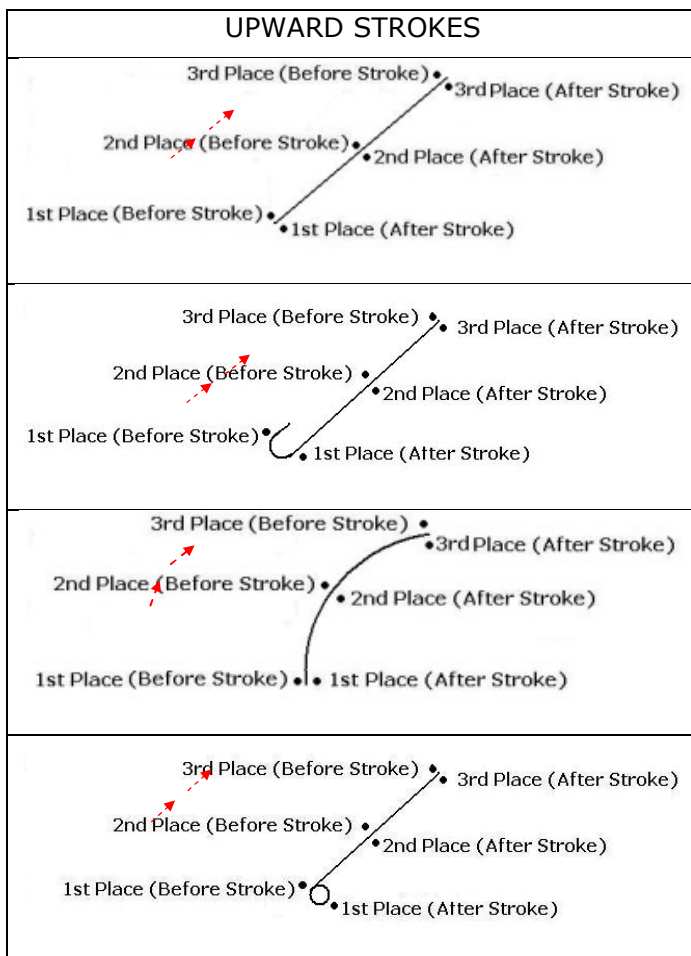 UPWARD STROKES
3rd Place (Before Stroke)
3rd Place (After Stroke)
2nd Place (Before Stroke)
2nd Place (After Stroke)
1st Place (Before Stroke)
1st Place (After Stroke)
3rd Place (Before Stroke)
3rd Place (After Stroke)
2nd Place (Before Stroke)
2nd Place (After Stroke)
1st Place (Before Stroke)
1st Place (After Stroke)
3rd Place (Before Stroke)
3rd Place (After Stroke)
2nd Place (Before Stroke)
2nd Place (After Stroke)
1st Place (Before Stroke)
1st Place (After Stroke)
3rd Place (Before Stroke)
3rd Place (After Stroke)
2nd Place (Before Stroke)
2nd Place (After Stroke)
1st Place (Before Stroke)
1st Place (After Stroke)